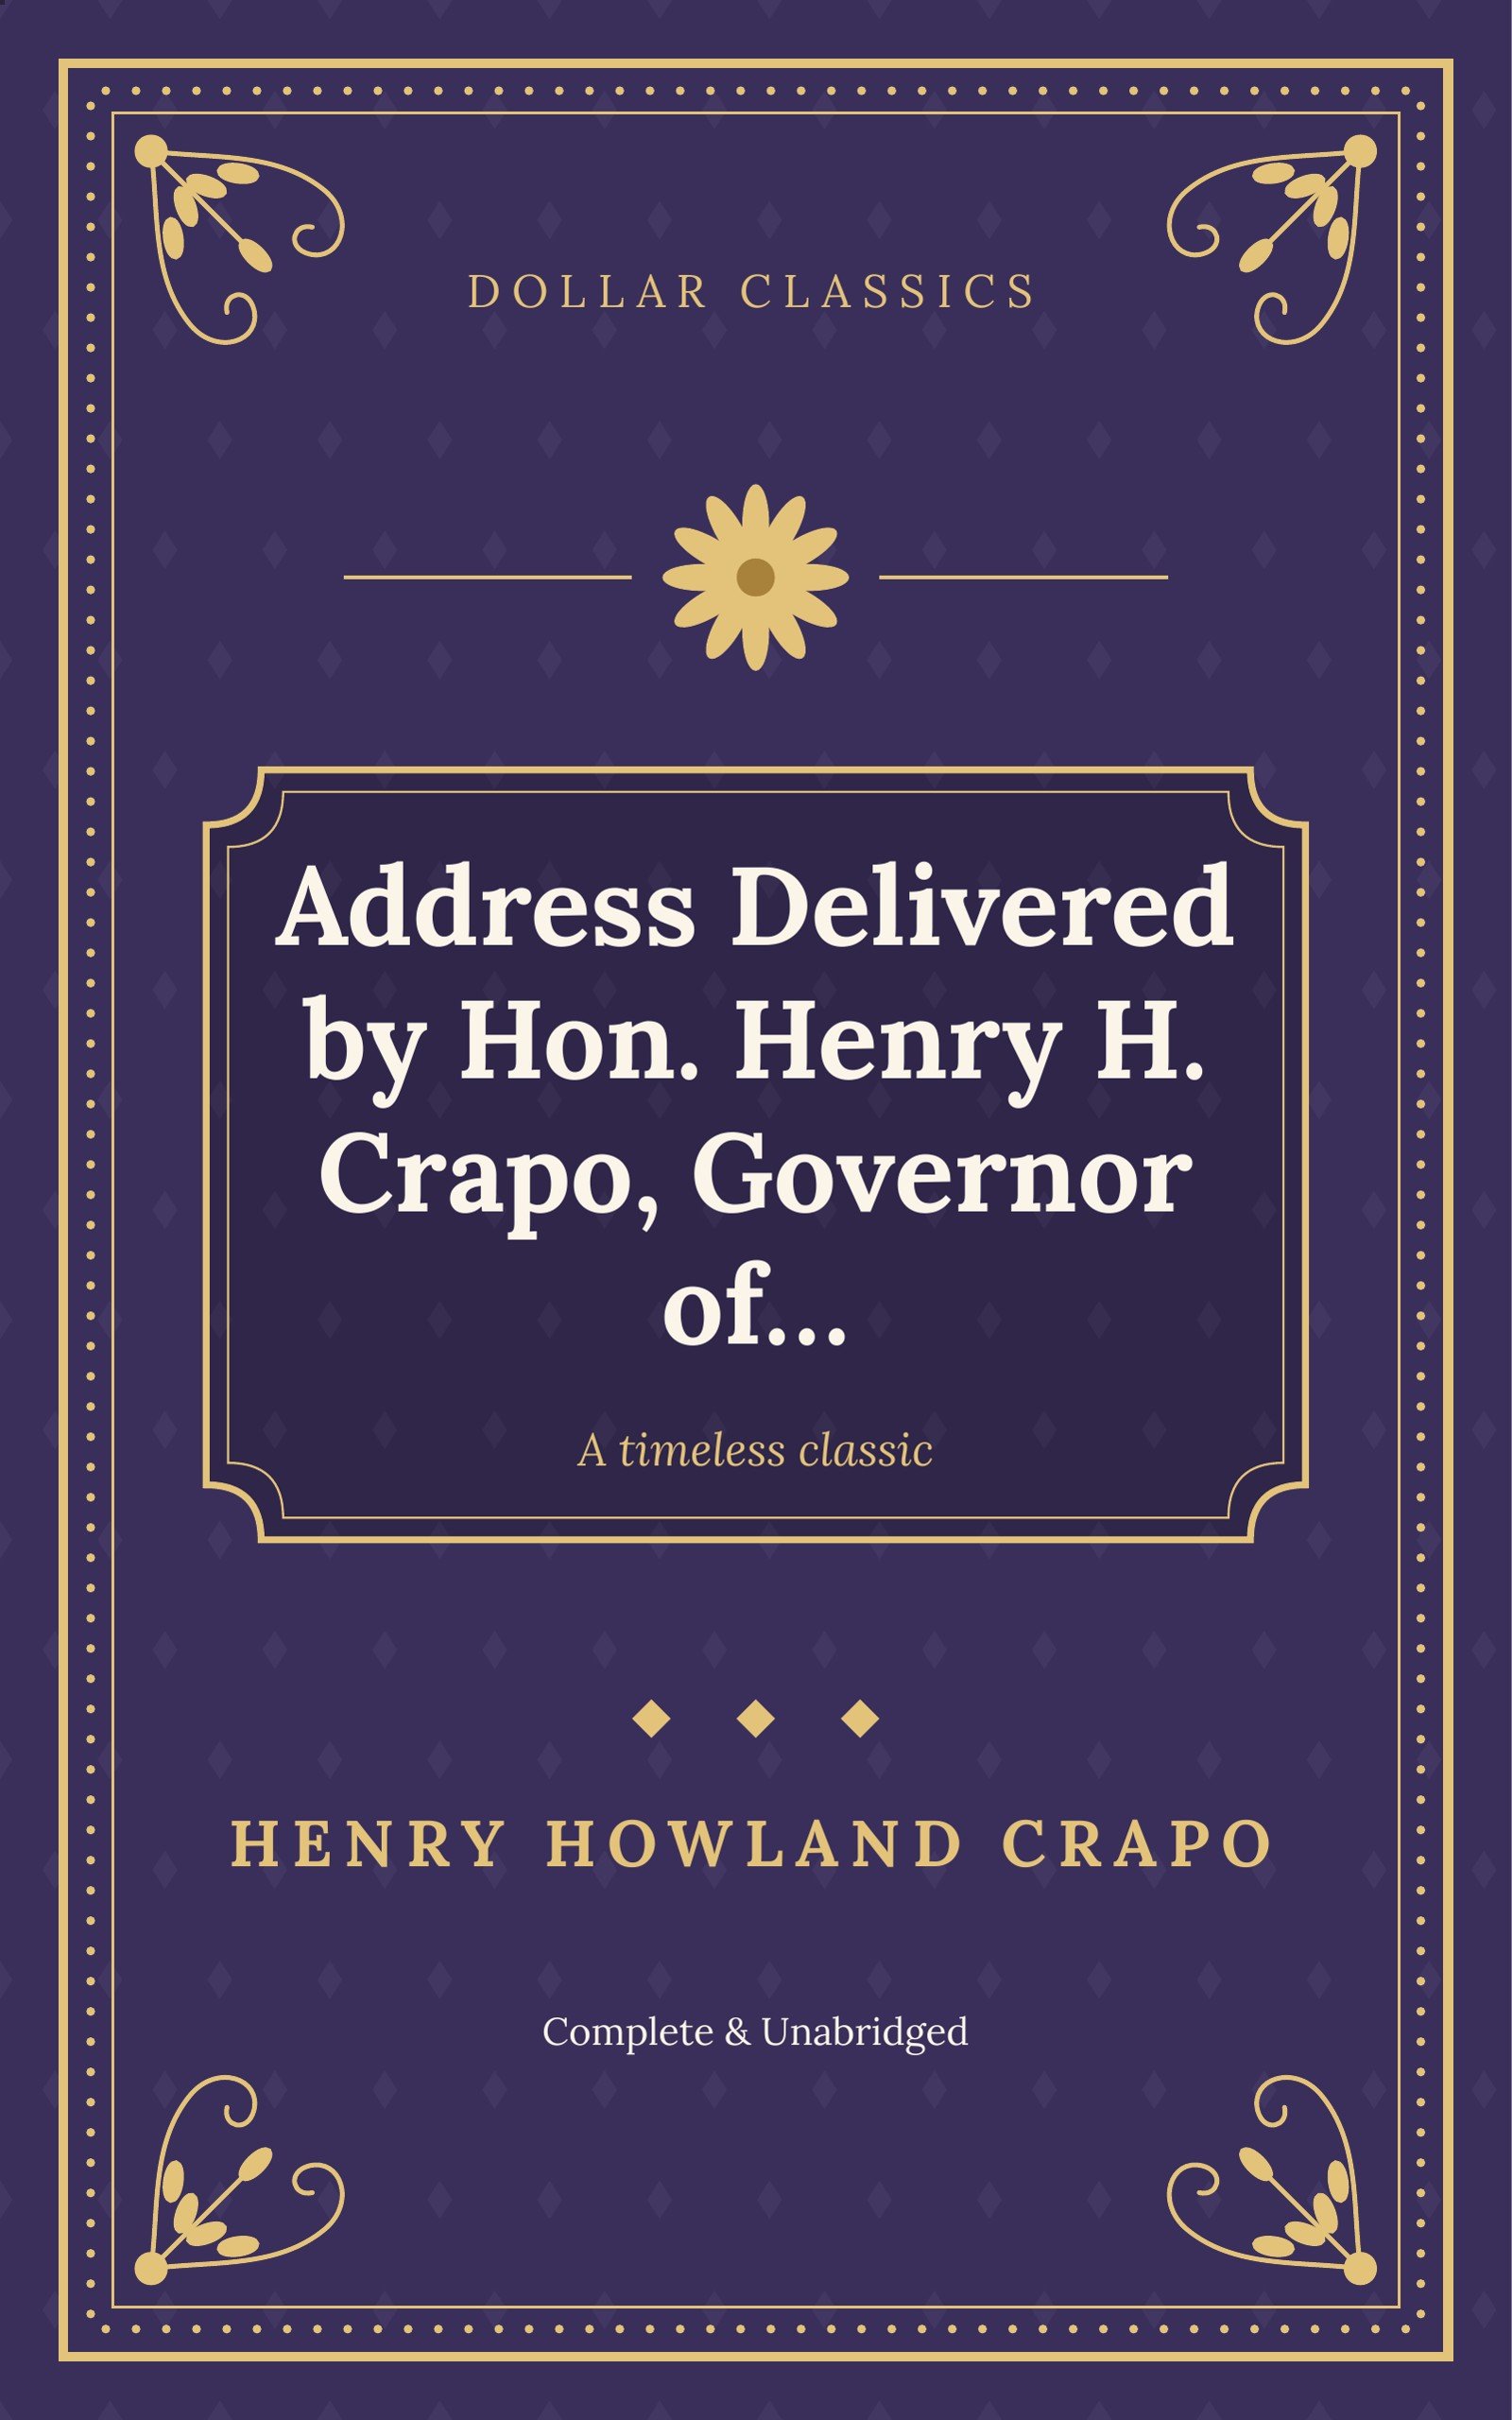 DOLLAR CLASSICS
Address Delivered
by Hon. Henry H.
Crapo, Governor
of...
A timeless classic
HENRY HOWLAND CRAPO
Complete & Unabridged